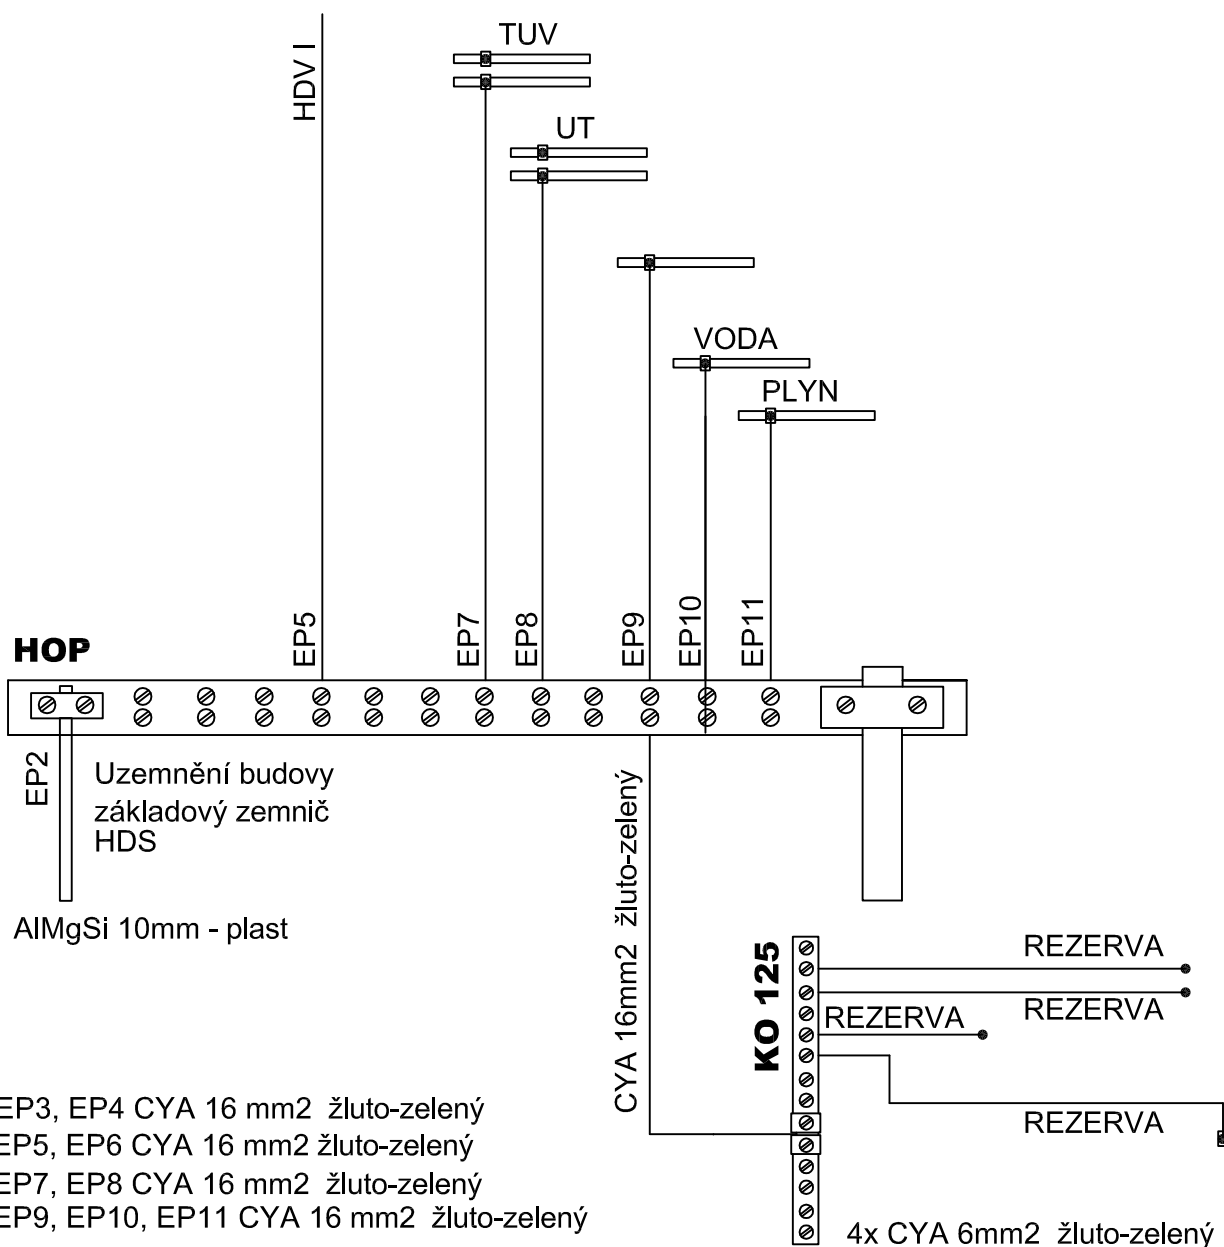 HDV I
TUV
UT
VODA
PLYN
EP5
EP7
EP8
EP9
EP10
EP11
HOP
EP2
Uzemnění budovy
základový zemnič
HDS
AlMgSi 10mm - plast
CYA 16mm2 žluto-zelený
KO 125
REZERVA
REZERVA
REZERVA
REZERVA
EP3, EP4 CYA 16 mm2 žluto-zelený
EP5, EP6 CYA 16 mm2 žluto-zelený
EP7, EP8 CYA 16 mm2 žluto-zelený
EP9, EP10, EP11 CYA 16 mm2 žluto-zelený
4x CYA 6mm2 žluto-zelený